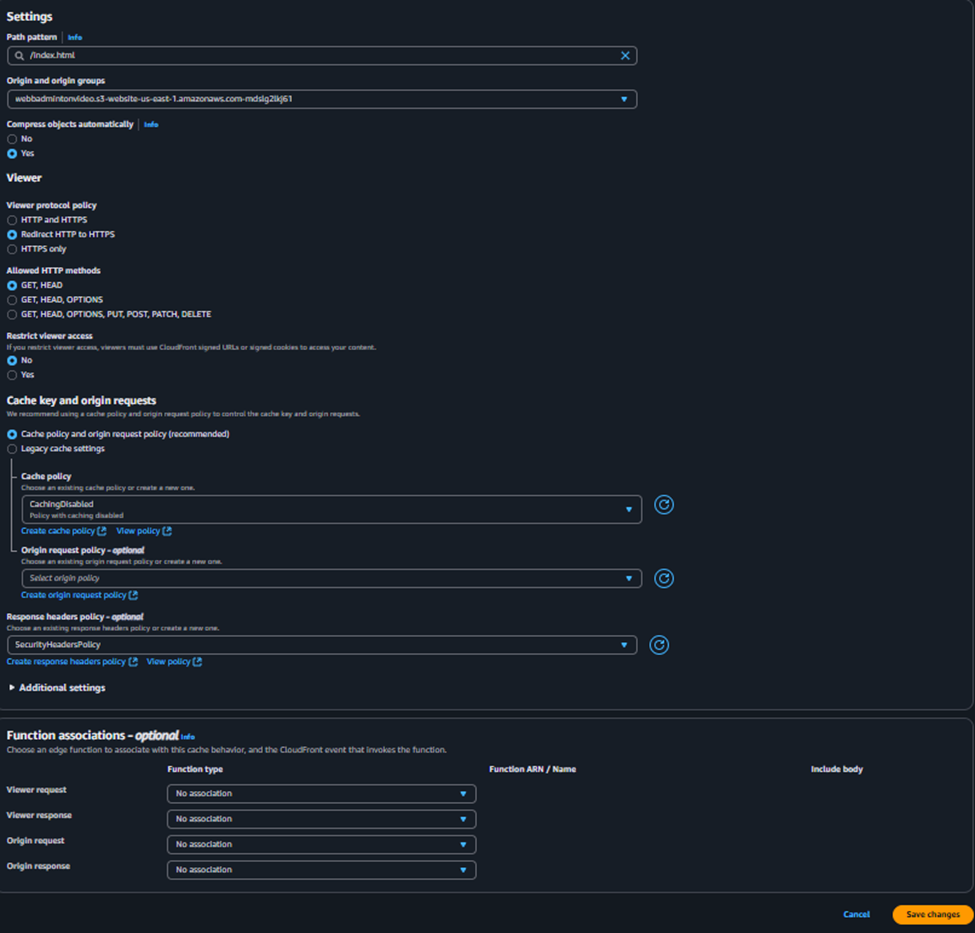 Settings
Path pattern | Info
/index.html
Origin and origin groups
webbadmintonvideo.s3-website-us-east-1.amazonaws.com-mdslg2lkj61
Compress objects automatically | Info
No
Yes
Viewer
Viewer protocol policy
HTTP and HTTPS
Redirect HTTP to HTTPS
HTTPS only
Allowed HTTP methods
GET, HEAD
GET, HEAD, OPTIONS
GET, HEAD, OPTIONS, PUT, POST, PATCH, DELETE
Restrict viewer access
If you restrict viewer access, viewers must use CloudFront signed URLs or signed cookies to access your content.
No
Yes
Cache key and origin requests
We recommend using a cache policy and origin request policy to control the cache key and origin requests.
Cache policy and origin request policy (recommended)
Legacy cache settings
Cache policy
Choose an existing cache policy or create a new one.
CachingDisabled
Policy with caching disabled
Create cache policy View policy
Origin request policy - optional
Choose an existing origin request policy or create a new one.
Select origin policy
Create origin request policy
Response headers policy - optional
Choose an existing response headers policy or create a new one.
SecurityHeadersPolicy
Create response headers policy View policy
Additional settings
Function associations - optional Info
Choose an edge function to associate with this cache behavior, and the CloudFront event that invokes the function.
Function type Function ARN / Name Include body
Viewer request No association
Viewer response No association
Origin request No association
Origin response No association
Cancel Save changes